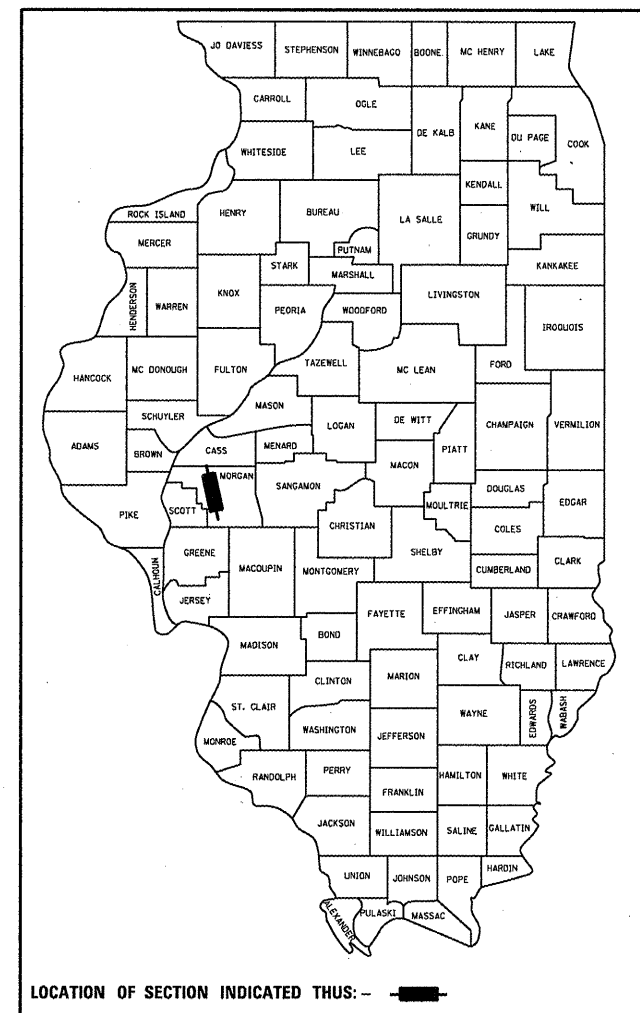 JO DAVIESS STEPHENSON WINNEBAGO BOONE. MC HENRY LAKE
CARROLL OGLE
DE KALB KANE DU PAGE COOK
WHITESIDE LEE
KENDALL WILL
ROCK ISLAND HENRY BUREAU LA SALLE GRUNDY
MERCER PUTNAM
STARK MARSHALL KANKAKEE
HENDERSON WARREN KNOX PEORIA WOODFORD LIVINGSTON IROQUOIS
HANCOCK MC DONOUGH FULTON TAZEWELL MC LEAN FORD
SCHUYLER MASON
ADAMS BROWN CASS MENARD LOGAN DE WITT PIATT CHAMPAIGN VERMILION
MORGAN SANGAMON MACON
PIKE SCOTT CHRISTIAN MOULTRIE DOUGLAS EDGAR
COLES
GREENE MACOUPIN MONTGOMERY SHELBY CUMBERLAND CLARK
CALHOUN JERSEY
FAYETTE EFFINGHAM JASPER CRAWFORD
MADISON BOND
CLAY RICHLAND LAWRENCE
CLINTON MARION
ST. CLAIR WAYNE EDWARDS WABASH
WASHINGTON JEFFERSON
MONROE
RANDOLPH PERRY HAMILTON WHITE
FRANKLIN
JACKSON WILLIAMSON SALINE GALLATIN
UNION JOHNSON POPE HARDIN
ALEXANDER PULASKI MASSAC
LOCATION OF SECTION INDICATED THUS: -